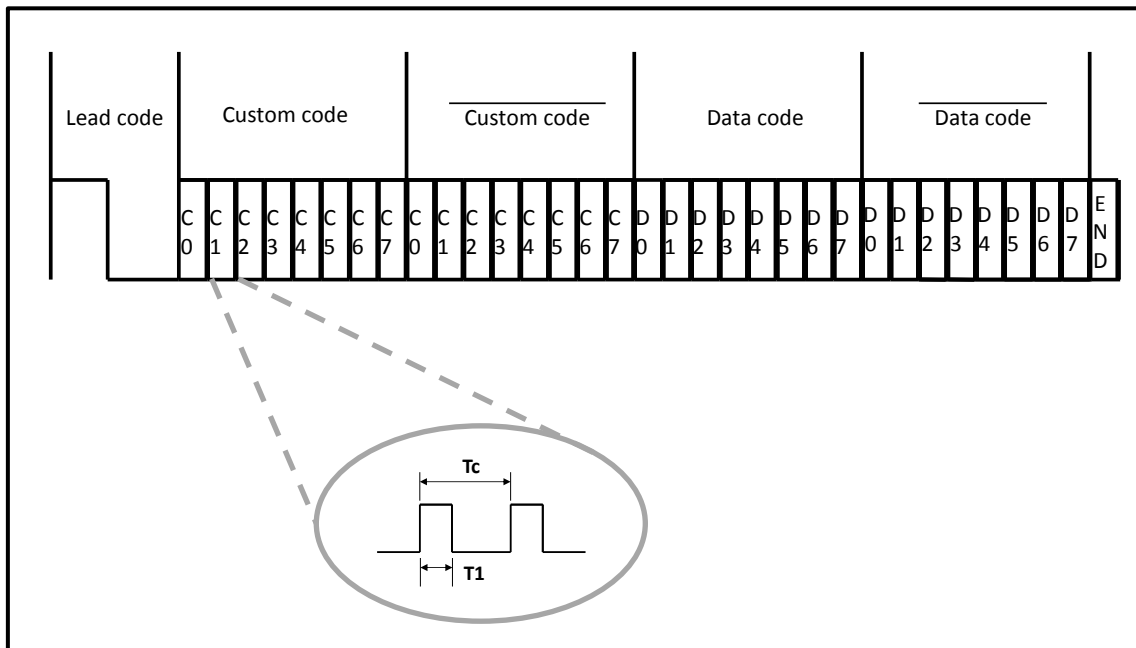 Lead code
Custom code
Custom code
Data code
Data code
C0 C1 C2 C3 C4 C5 C6 C7 C0 C1 C2 C3 C4 C5 C6 C7 D0 D1 D2 D3 D4 D5 D6 D7 D0 D1 D2 D3 D4 D5 D6 D7 END
Tc
T1